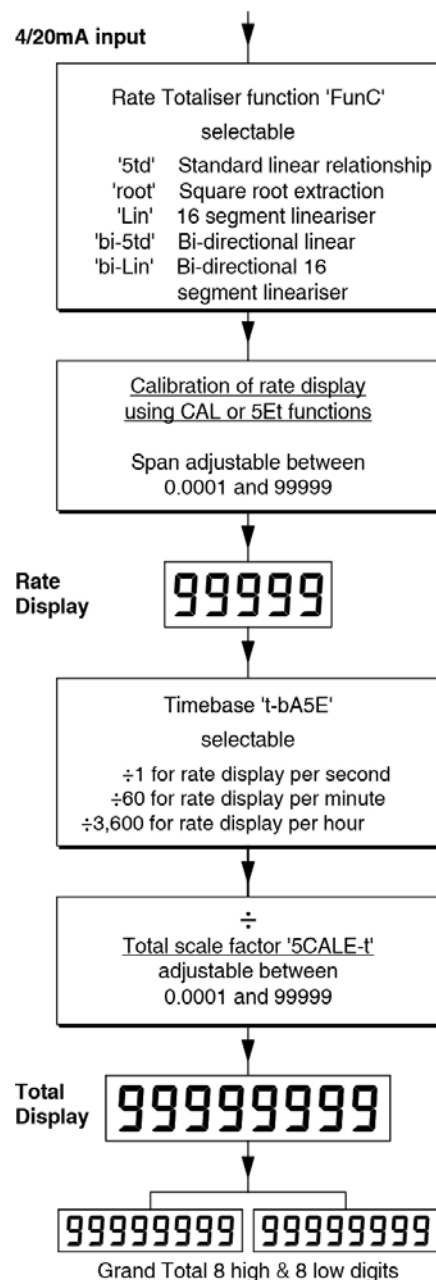 4/20mA input
Rate Totaliser function 'FunC'
selectable
'5td' Standard linear relationship
'root' Square root extraction
'Lin' 16 segment lineariser
'bi-5td' Bi-directional linear
'bi-Lin' Bi-directional 16
segment lineariser
Calibration of rate display
using CAL or 5Et functions
Span adjustable between
0.0001 and 99999
Rate
Display
99999
Timebase 't-bA5E'
selectable
÷1 for rate display per second
÷60 for rate display per minute
÷3,600 for rate display per hour
÷
Total scale factor '5CALE-t'
adjustable between
0.0001 and 99999
Total
Display
99999999
99999999 99999999
Grand Total 8 high & 8 low digits